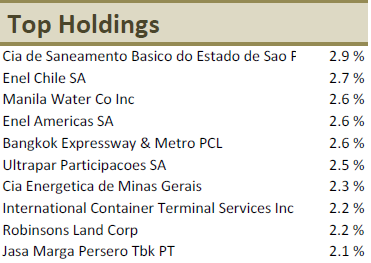 Top Holdings
Cia de Saneamento Basico do Estado de Sao F 2.9 %
Enel Chile SA 2.7 %
Manila Water Co Inc 2.6 %
Enel Americas SA 2.6 %
Bangkok Expressway & Metro PCL 2.6 %
Ultrapar Participacoes SA 2.5 %
Cia Energetica de Minas Gerais 2.3 %
International Container Terminal Services Inc 2.2 %
Robinsons Land Corp 2.2 %
Jasa Marga Persero Tbk PT 2.1 %